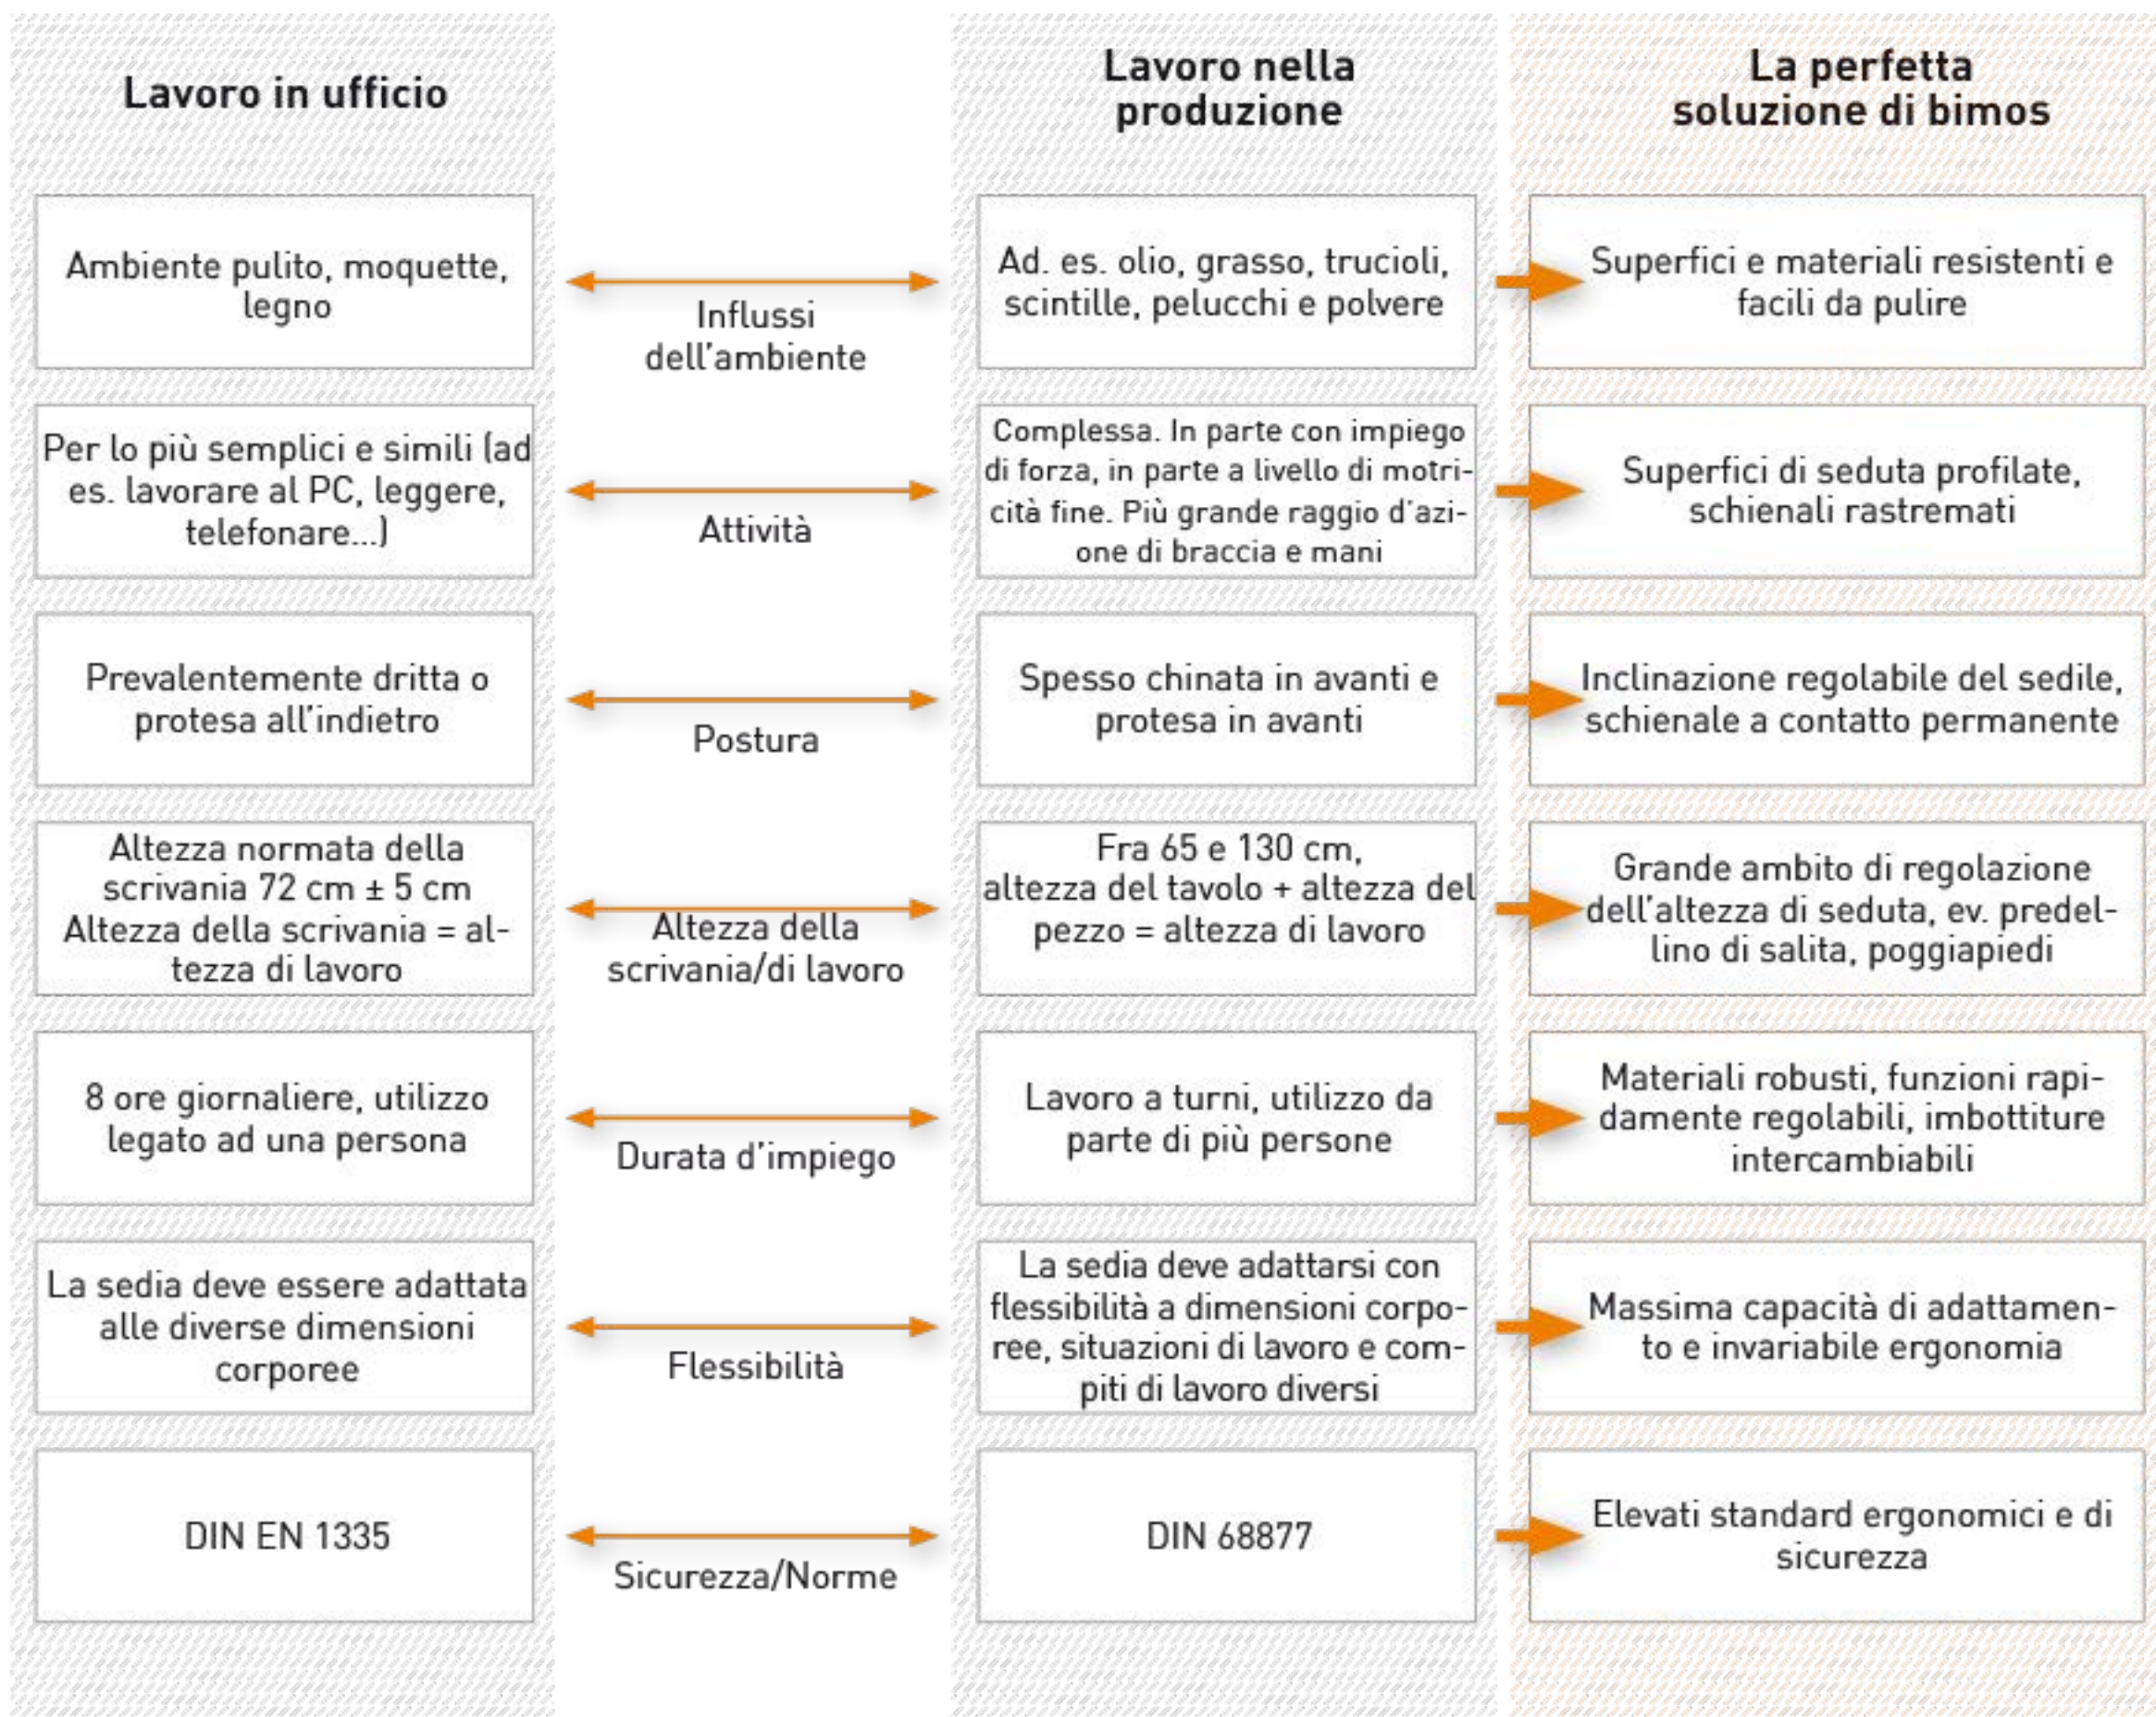 Lavoro in ufficio
Lavoro nella
produzione
La perfetta
soluzione di bimos
Ambiente pulito, moquette,
legno
Influssi
dell'ambiente
Ad. es. olio, grasso, trucioli,
scintille, pelucchi e polvere
Superfici e materiali resistenti e
facili da pulire
Per lo più semplici e simili (ad
es. lavorare al PC, leggere,
telefonare...)
Attività
Complessa. In parte con impiego
di forza, in parte a livello di motri-
cità fine. Più grande raggio d'azi-
one di braccia e mani
Superfici di seduta profilate,
schienali rastremati
Prevalentemente dritta o
protesa all'indietro
Postura
Spesso chinata in avanti e
protesa in avanti
Inclinazione regolabile del sedile,
schienale a contatto permanente
Altezza normata della
scrivania 72 cm ± 5 cm
Altezza della scrivania = al-
tezza di lavoro
Altezza della
scrivania/di lavoro
Fra 65 e 130 cm,
altezza del tavolo + altezza del
pezzo = altezza di lavoro
Grande ambito di regolazione
dell'altezza di seduta, ev. predel-
lino di salita, poggiapiedi
8 ore giornaliere, utilizzo
legato ad una persona
Durata d'impiego
Lavoro a turni, utilizzo da
parte di più persone
Materiali robusti, funzioni rapi-
damente regolabili, imbottiture
intercambiabili
La sedia deve essere adattata
alle diverse dimensioni
corporee
Flessibilità
La sedia deve adattarsi con
flessibilità a dimensioni corpo-
ree, situazioni di lavoro e com-
piti di lavoro diversi
Massima capacità di adattamen-
to e invariabile ergonomia
DIN EN 1335
Sicurezza/Norme
DIN 68877
Elevati standard ergonomici e di
sicurezza